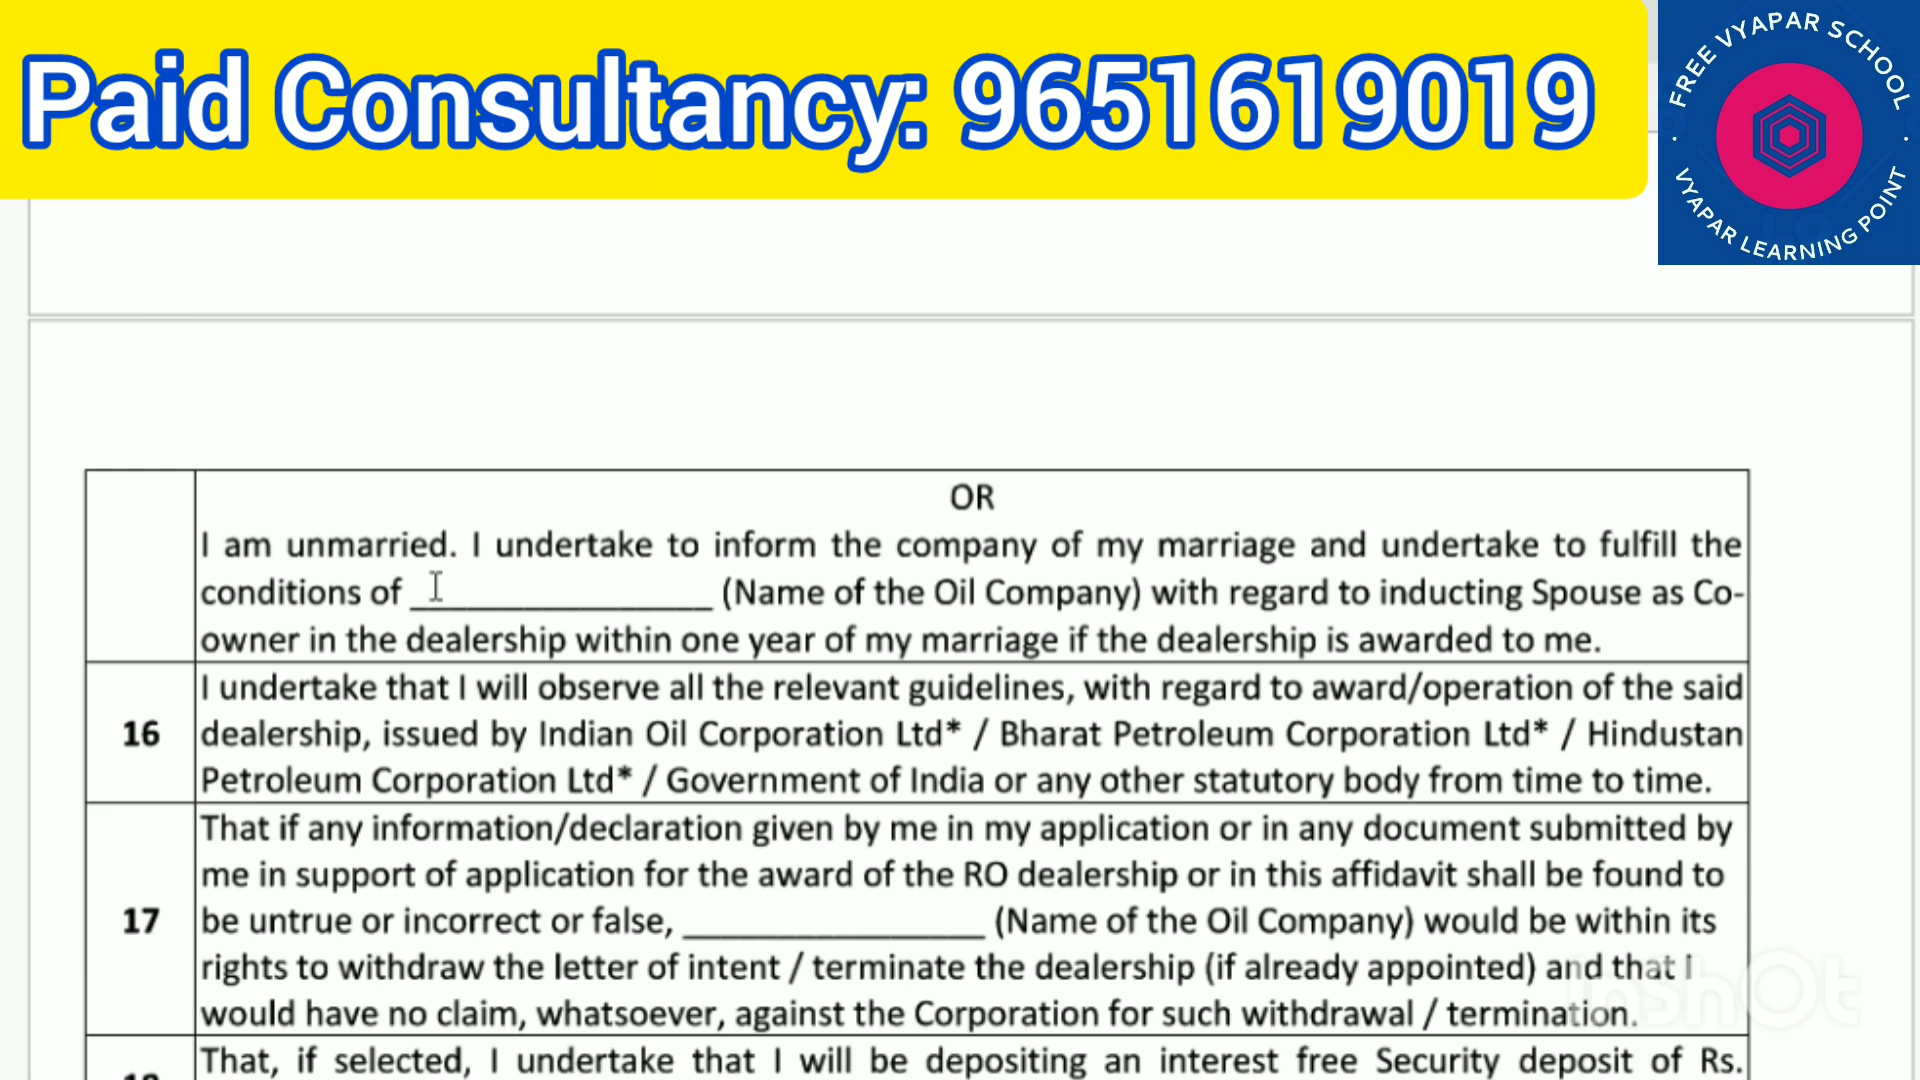 Paid Consultancy: 9651619019
FREE VYAPAR SCHOOL
VYAPAR LEARNING POINT
OR
I am unmarried. I undertake to inform the company of my marriage and undertake to fulfill the
conditions of ________________ (Name of the Oil Company) with regard to inducting Spouse as Co-
owner in the dealership within one year of my marriage if the dealership is awarded to me.
I undertake that I will observe all the relevant guidelines, with regard to award/operation of the said
16 dealership, issued by Indian Oil Corporation Ltd* / Bharat Petroleum Corporation Ltd* / Hindustan
Petroleum Corporation Ltd* / Government of India or any other statutory body from time to time.
That if any information/declaration given by me in my application or in any document submitted by
me in support of application for the award of the RO dealership or in this affidavit shall be found to
17 be untrue or incorrect or false, ________________ (Name of the Oil Company) would be within its
rights to withdraw the letter of intent / terminate the dealership (if already appointed) and that I
would have no claim, whatsoever, against the Corporation for such withdrawal / termination.
InShOt
That, if selected, I undertake that I will be depositing an interest free Security deposit of Rs.